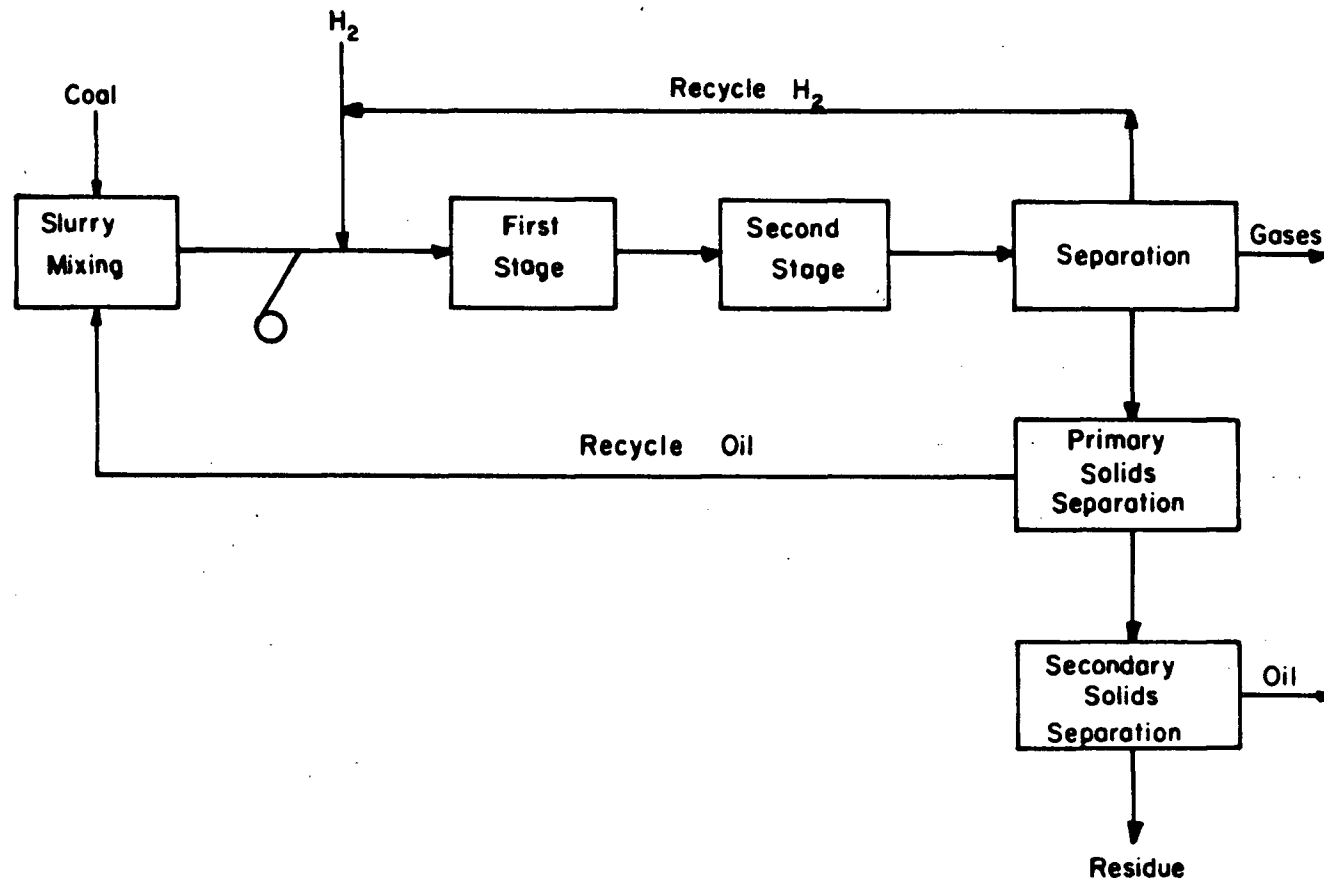 H2
Coal
Recycle H2
Slurry
Mixing
First
Stage
Second
Stage
Separation
Gases
Recycle Oil
Primary
Solids
Separation
Secondary
Solids
Separation
Oil
Residue